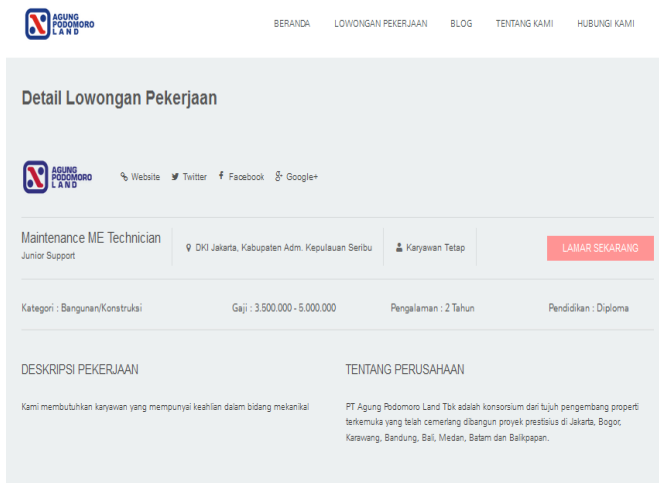 AGUNG
PODOMORO
LAND
BERANDA LOWONGAN PEKERJAAN BLOG TENTANG KAMI HUBUNGI KAMI
Detail Lowongan Pekerjaan
AGUNG
PODOMORO
LAND
Website Twitter Facebook Google+
Maintenance ME Technician
Junior Support
DKI Jakarta, Kabupaten Adm. Kepulauan Seribu
Karyawan Tetap
LAMAR SEKARANG
Kategori : Bangunan/Konstruksi Gaji : 3.500.000 - 5.000.000 Pengalaman : 2 Tahun Pendidikan : Diploma
DESKRIPSI PEKERJAAN
Kami membutuhkan karyawan yang mempunyai keahlian dalam bidang mekanikal
TENTANG PERUSAHAAN
PT Agung Podomoro Land Tbk adalah konsorsium dari tujuh pengembang properti
terkemuka yang telah cemerlang dibangun proyek prestisius di Jakarta, Bogor,
Karawang, Bandung, Bali, Medan, Batam dan Balikpapan.